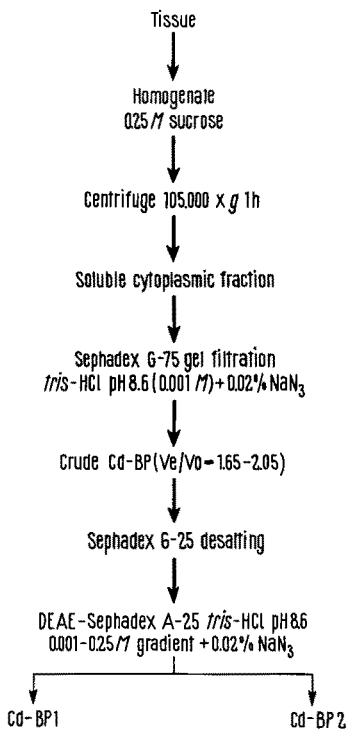 Tissue
Homogenate
0.25 M sucrose
Centrifuge 105.000 x g 1h
Soluble cytoplasmic fraction
Sephadex G-75 gel filtration
tris-HCl pH 8.6 (0.001 M) + 0.02% NaN₃
Crude Cd-BP (Ve/Vo = 1.65-2.05)
Sephadex G-25 desalting
DEAE-Sephadex A-25 tris-HCl pH 8.6
0.001-0.25 M gradient + 0.02% NaN₃
Cd-BP1 Cd-BP2